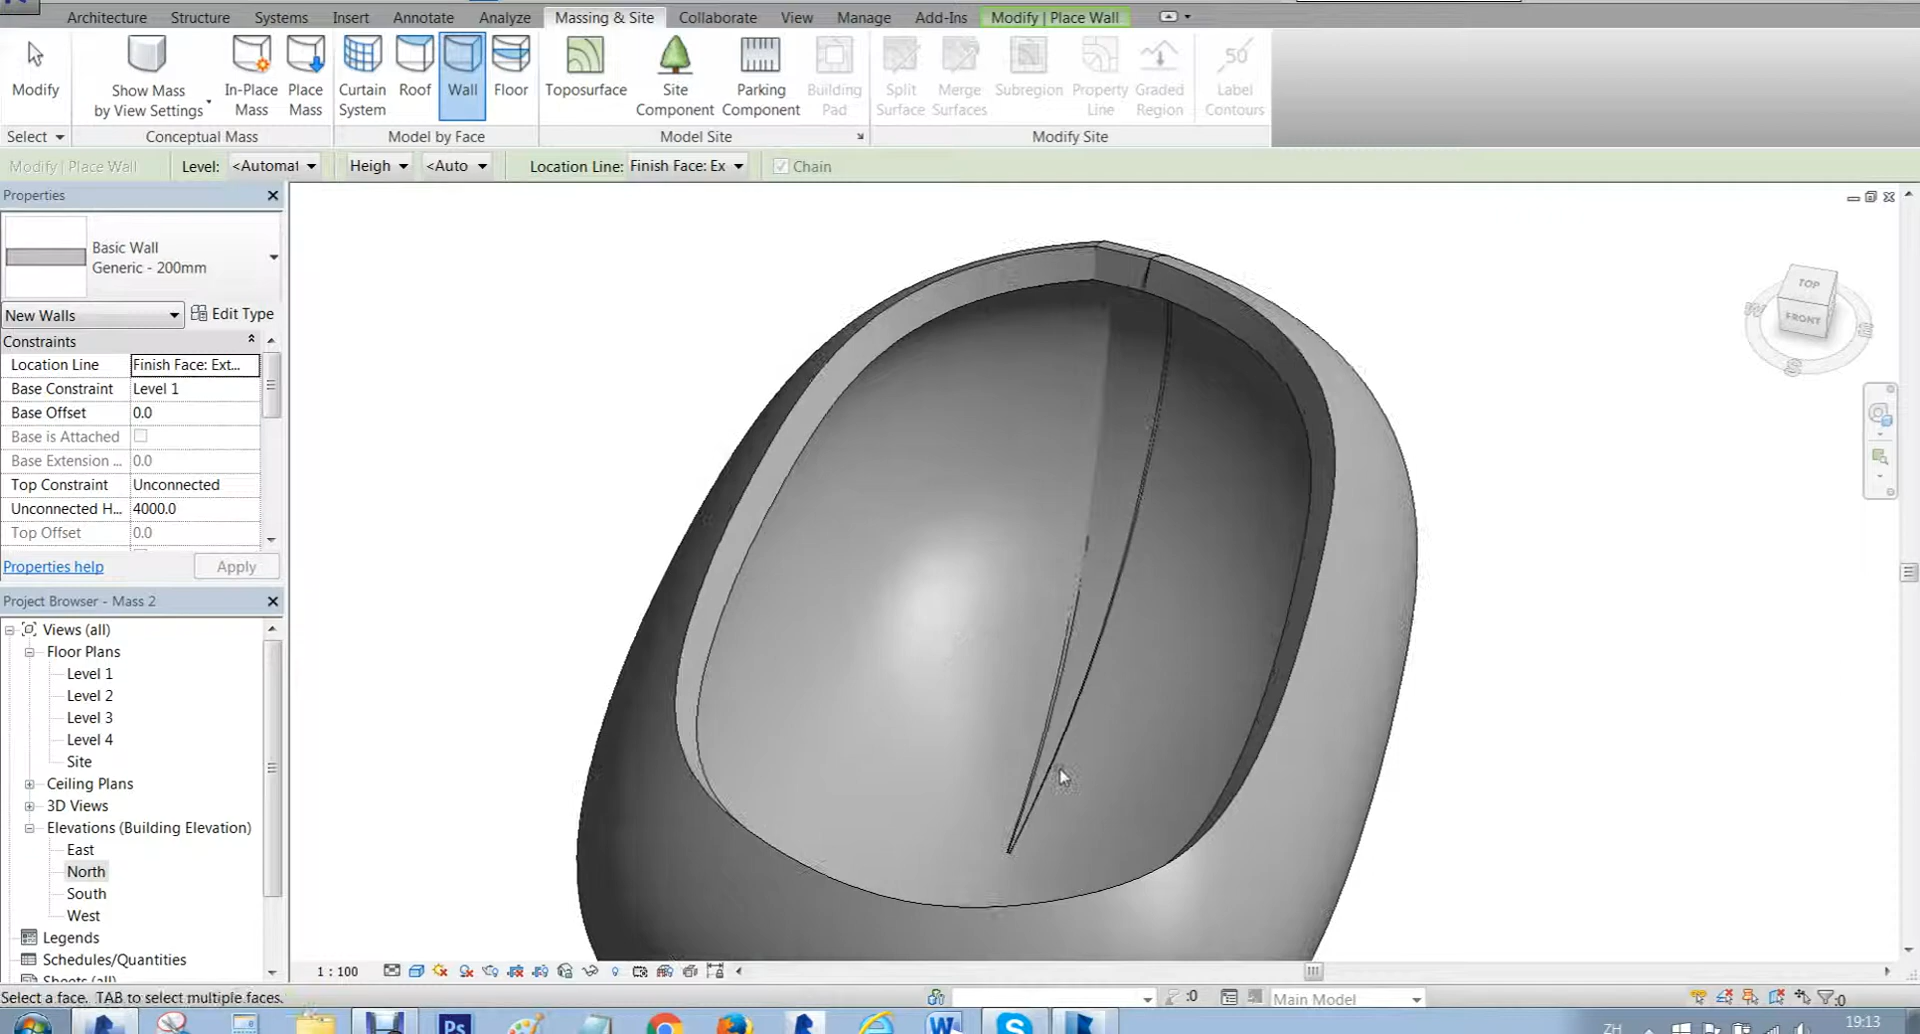 Architecture Structure Systems Insert Annotate Analyze Massing & Site Collaborate View Manage Add-Ins Modify | Place Wall
Modify
Show Mass
by View Settings
In-Place
Mass
Place
Mass
Curtain
System
Roof
Wall
Floor
Toposurface
Site
Component
Parking
Component
Building
Pad
Split
Surface
Merge
Surfaces
Subregion
Property
Line
Graded
Region
50
Label
Contours
Select Conceptual Mass Model by Face Model Site Modify Site
Modify | Place Wall Level: <Automat Heigh <Auto Location Line: Finish Face: Ex Chain
Properties
Basic Wall
Generic - 200mm
New Walls Edit Type
Constraints
Location Line Finish Face: Ext...
Base Constraint Level 1
Base Offset 0.0
Base is Attached
Base Extension ... 0.0
Top Constraint Unconnected
Unconnected H... 4000.0
Top Offset 0.0
Properties help Apply
Project Browser - Mass 2
Views (all)
Floor Plans
Level 1
Level 2
Level 3
Level 4
Site
Ceiling Plans
3D Views
Elevations (Building Elevation)
East
North
South
West
Legends
Schedules/Quantities
Sheets (all)
TOP
FRONT
W
E
S
1 : 100
Select a face. TAB to select multiple faces.
:0
Main Model
:0
Ps
W
S
ZH
19:13